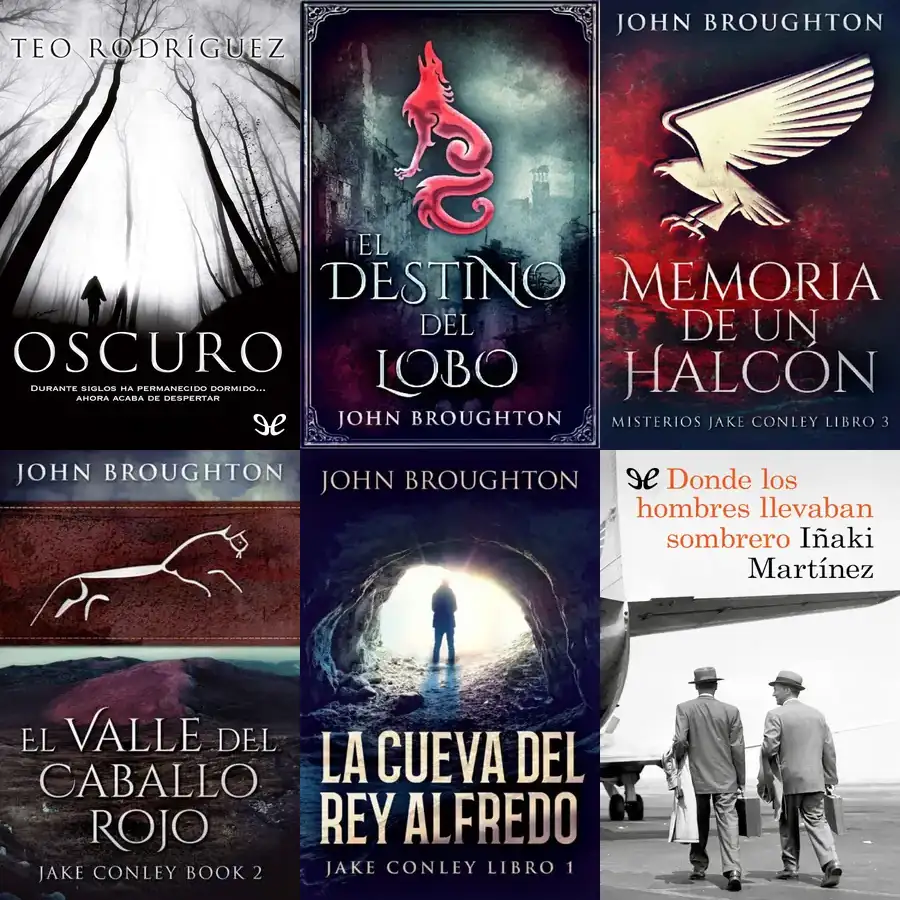 TEO RODRÍGUEZ
OSCURO
DURANTE SIGLOS HA PERMANECIDO DORMIDO...
AHORA ACABA DE DESPERTAR
EL
DESTINO
DEL
LOBO
JOHN BROUGHTON
JOHN BROUGHTON
MEMORIA
DE UN
HALCÓN
MISTERIOS JAKE CONLEY LIBRO 3
JOHN BROUGHTON
EL VALLE DEL
CABALLO
ROJO
JAKE CONLEY BOOK 2
JOHN BROUGHTON
LA CUEVA DEL
REY ALFREDO
JAKE CONLEY LIBRO 1
Donde los
hombres llevaban
sombrero Iñaki
Martínez